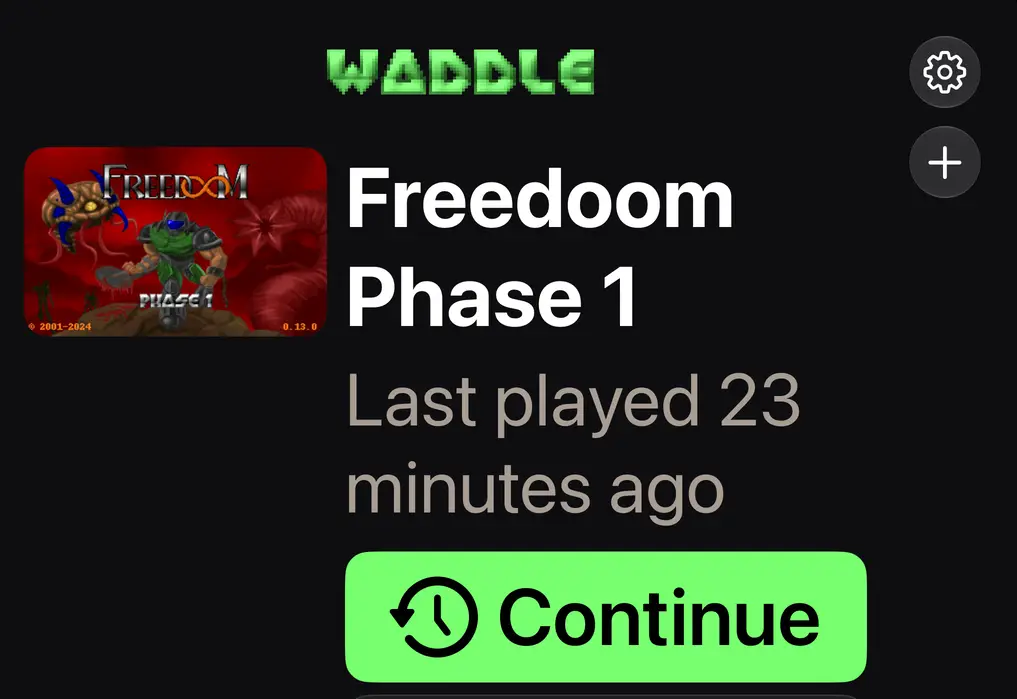 WADDLE
FREEDOOM
PHASE 1
© 2001-2024
0.13.0
Freedoom
Phase 1
Last played 23
minutes ago
Continue